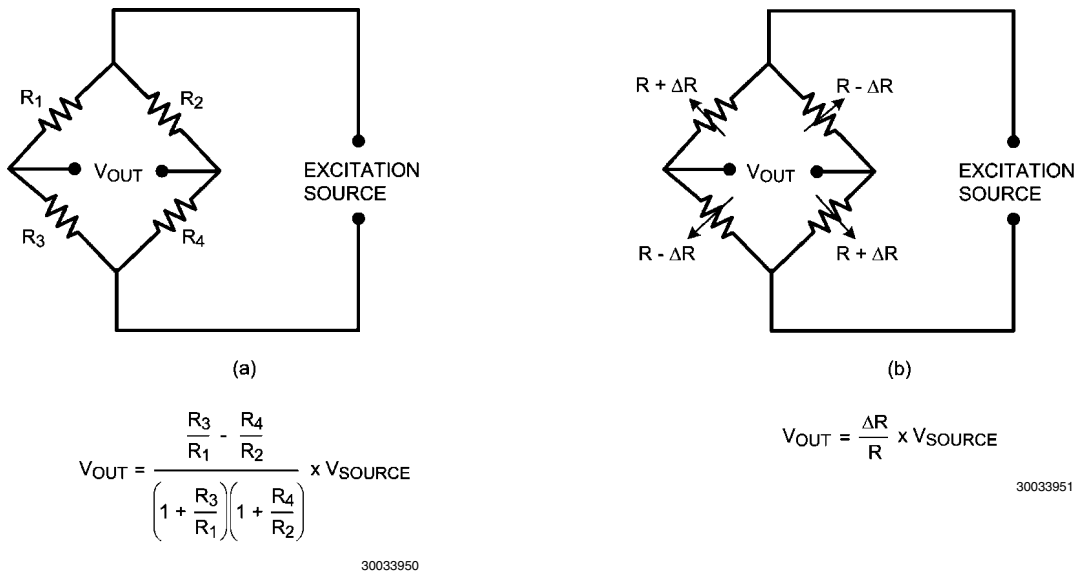 R1
R2
VOUT
R3
R4
EXCITATION
SOURCE
(a)
VOUT = (R3/R1 - R4/R2) / ((1 + R3/R1)(1 + R4/R2)) x VSOURCE
30033950
R + ΔR
R - ΔR
VOUT
R - ΔR
R + ΔR
EXCITATION
SOURCE
(b)
VOUT = ΔR/R x VSOURCE
30033951